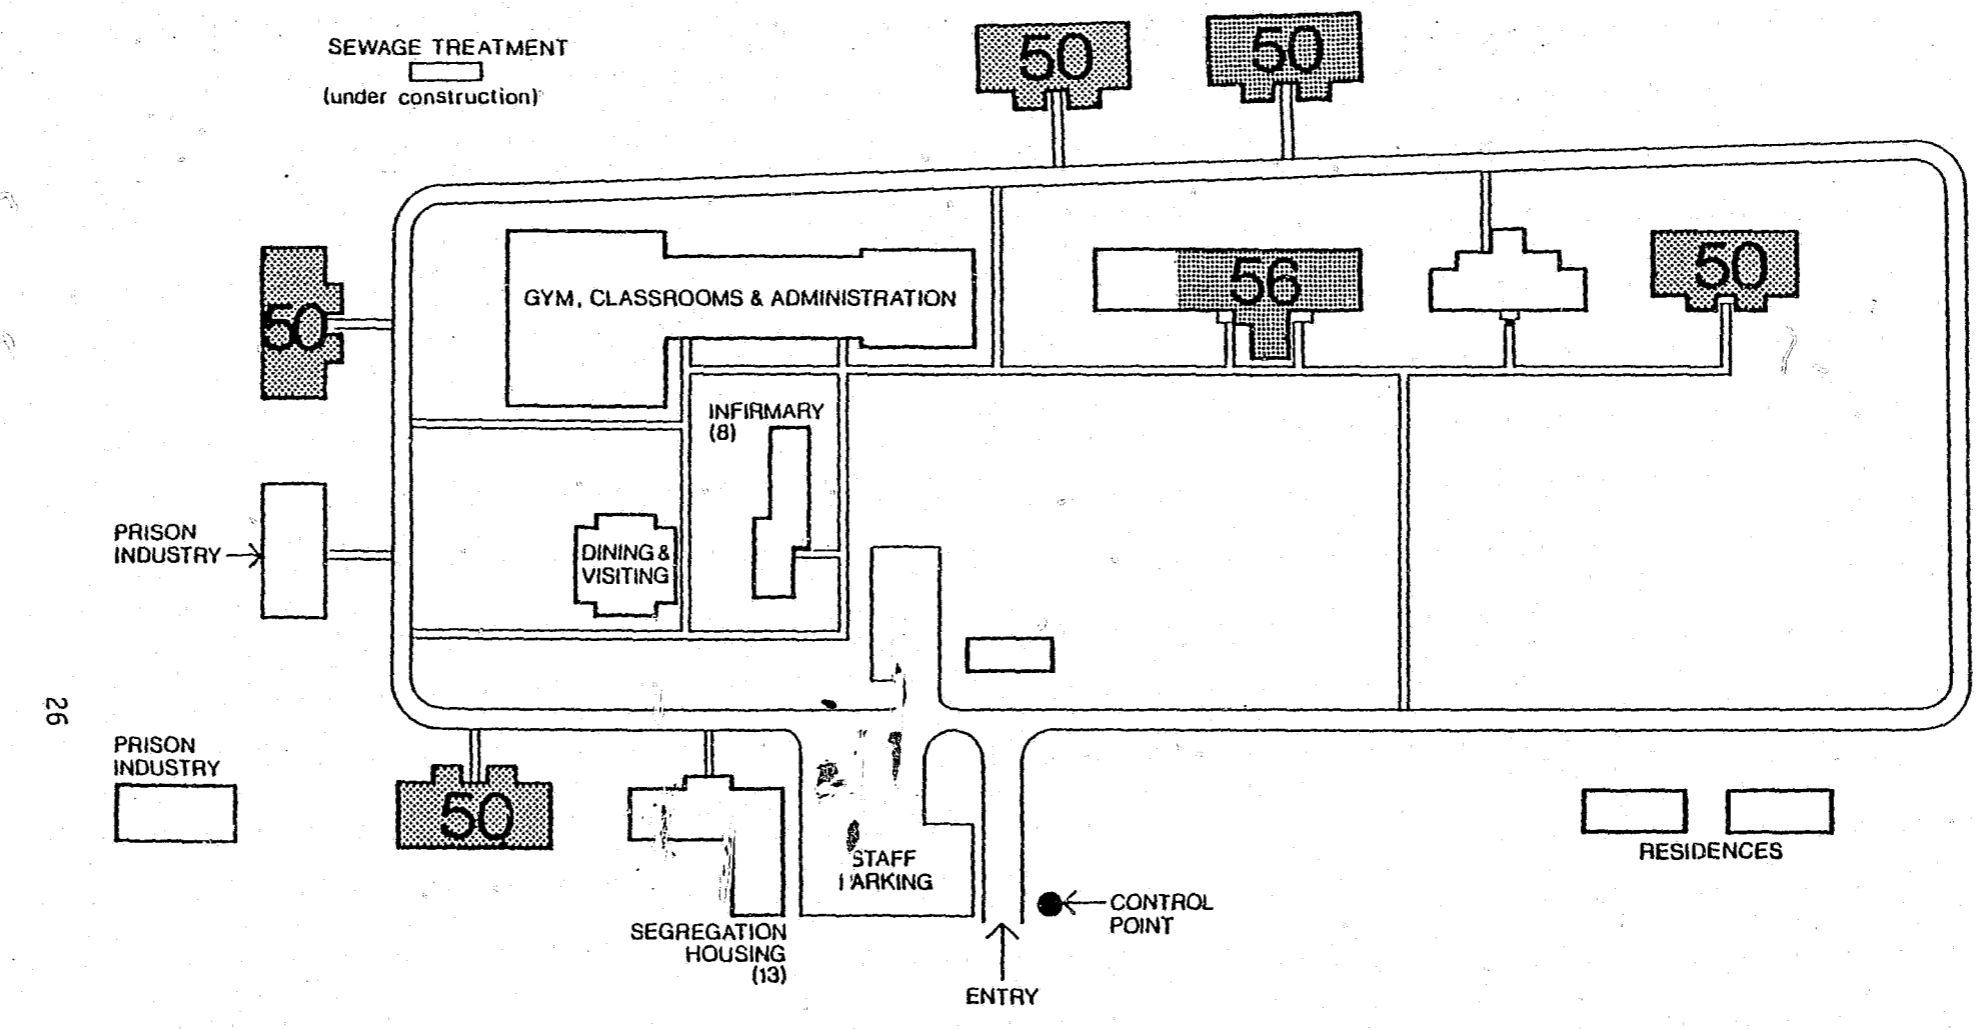 SEWAGE TREATMENT
(under construction)
50
50
50
56
50
GYM, CLASSROOMS & ADMINISTRATION
INFIRMARY
(8)
PRISON
INDUSTRY
DINING &
VISITING
26
PRISON
INDUSTRY
50
STAFF
PARKING
RESIDENCES
CONTROL
POINT
SEGREGATION
HOUSING
(13)
ENTRY